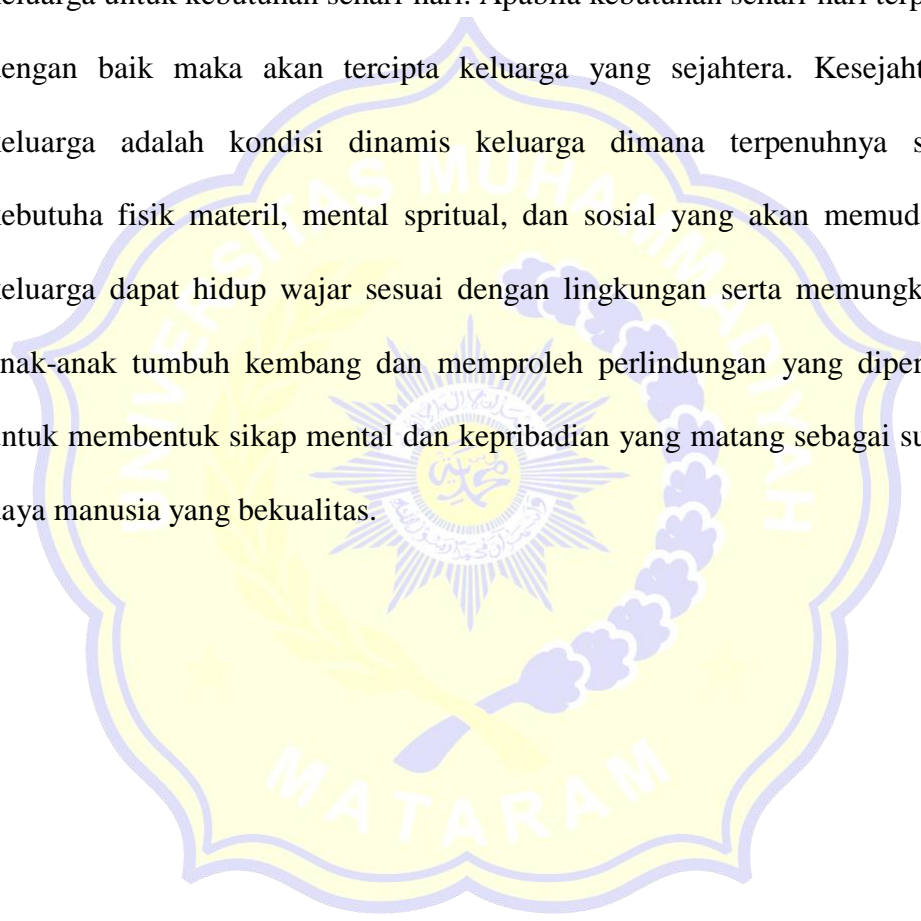 keluarga untuk kebutuhan sehari-hari. Apabila kebutuhan sehari-hari terp
dengan baik maka akan tercipta keluarga yang sejahtera. Kesejaht
keluarga adalah kondisi dinamis keluarga dimana terpenuhnya s
kebutuha fisik materil, mental spritual, dan sosial yang akan memud
keluarga dapat hidup wajar sesuai dengan lingkungan serta memungk
anak-anak tumbuh kembang dan memproleh perlindungan yang diper
untuk membentuk sikap mental dan kepribadian yang matang sebagai su
daya manusia yang bekualitas.
UNIVERSITAS MUHAMMADIYAH
MATARAM